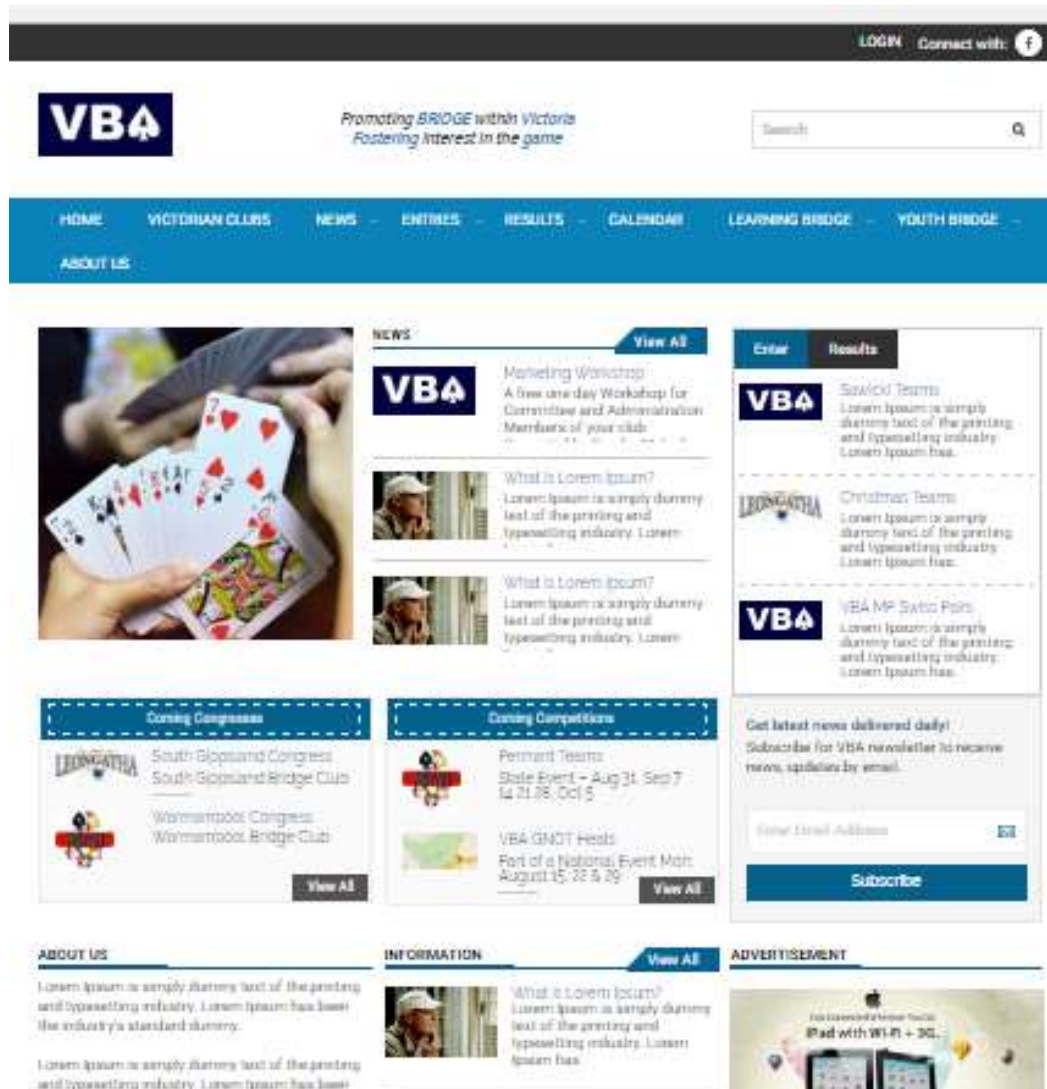 LOGIN Connect with:
VBA
Promoting BRIDGE within Victoria
Fostering Interest in the game
Search
HOME VICTORIAN CLUBS NEWS ENTRIES RESULTS CALENDAR LEARNING BRIDGE YOUTH BRIDGE
ABOUT US
NEWS View All
VBA
Marketing Workshop
A free one day Workshop for
Committee and Administration
Members of your club
What is Lorem Ipsum?
Lorem Ipsum is simply dummy
text of the printing and
typesetting industry. Lorem
What is Lorem Ipsum?
Lorem Ipsum is simply dummy
text of the printing and
typesetting industry. Lorem
Enter Results
VBA
Sawicki Teams
Lorem Ipsum is simply
dummy text of the printing
and typesetting industry.
Lorem Ipsum has.
LEONGATHA
Christmas Teams
Lorem Ipsum is simply
dummy text of the printing
and typesetting industry.
Lorem Ipsum has.
VBA
VBA MP Swiss Pairs
Lorem Ipsum is simply
dummy text of the printing
and typesetting industry.
Lorem Ipsum has.
Coming Congresses
LEONGATHA
South Gippsland Congress
South Gippsland Bridge Club
Warrnambool Congress
Warrnambool Bridge Club
View All
Coming Competitions
Pennant Teams
State Event – Aug 31, Sep 7
14 21 28, Oct 5
VBA GNOT Heats
Part of a National Event Mon
August 15, 22 & 29
View All
Get latest news delivered daily!
Subscribe for VBA newsletter to receive
news, updates by email.
Enter Email Address
Subscribe
ABOUT US
Lorem Ipsum is simply dummy text of the printing
and typesetting industry. Lorem Ipsum has been
the industry's standard dummy.
Lorem Ipsum is simply dummy text of the printing
and typesetting industry. Lorem Ipsum has been
INFORMATION View All
What is Lorem Ipsum?
Lorem Ipsum is simply dummy
text of the printing and
typesetting industry. Lorem
Ipsum has
ADVERTISEMENT
iPad with Wi-Fi + 3G.